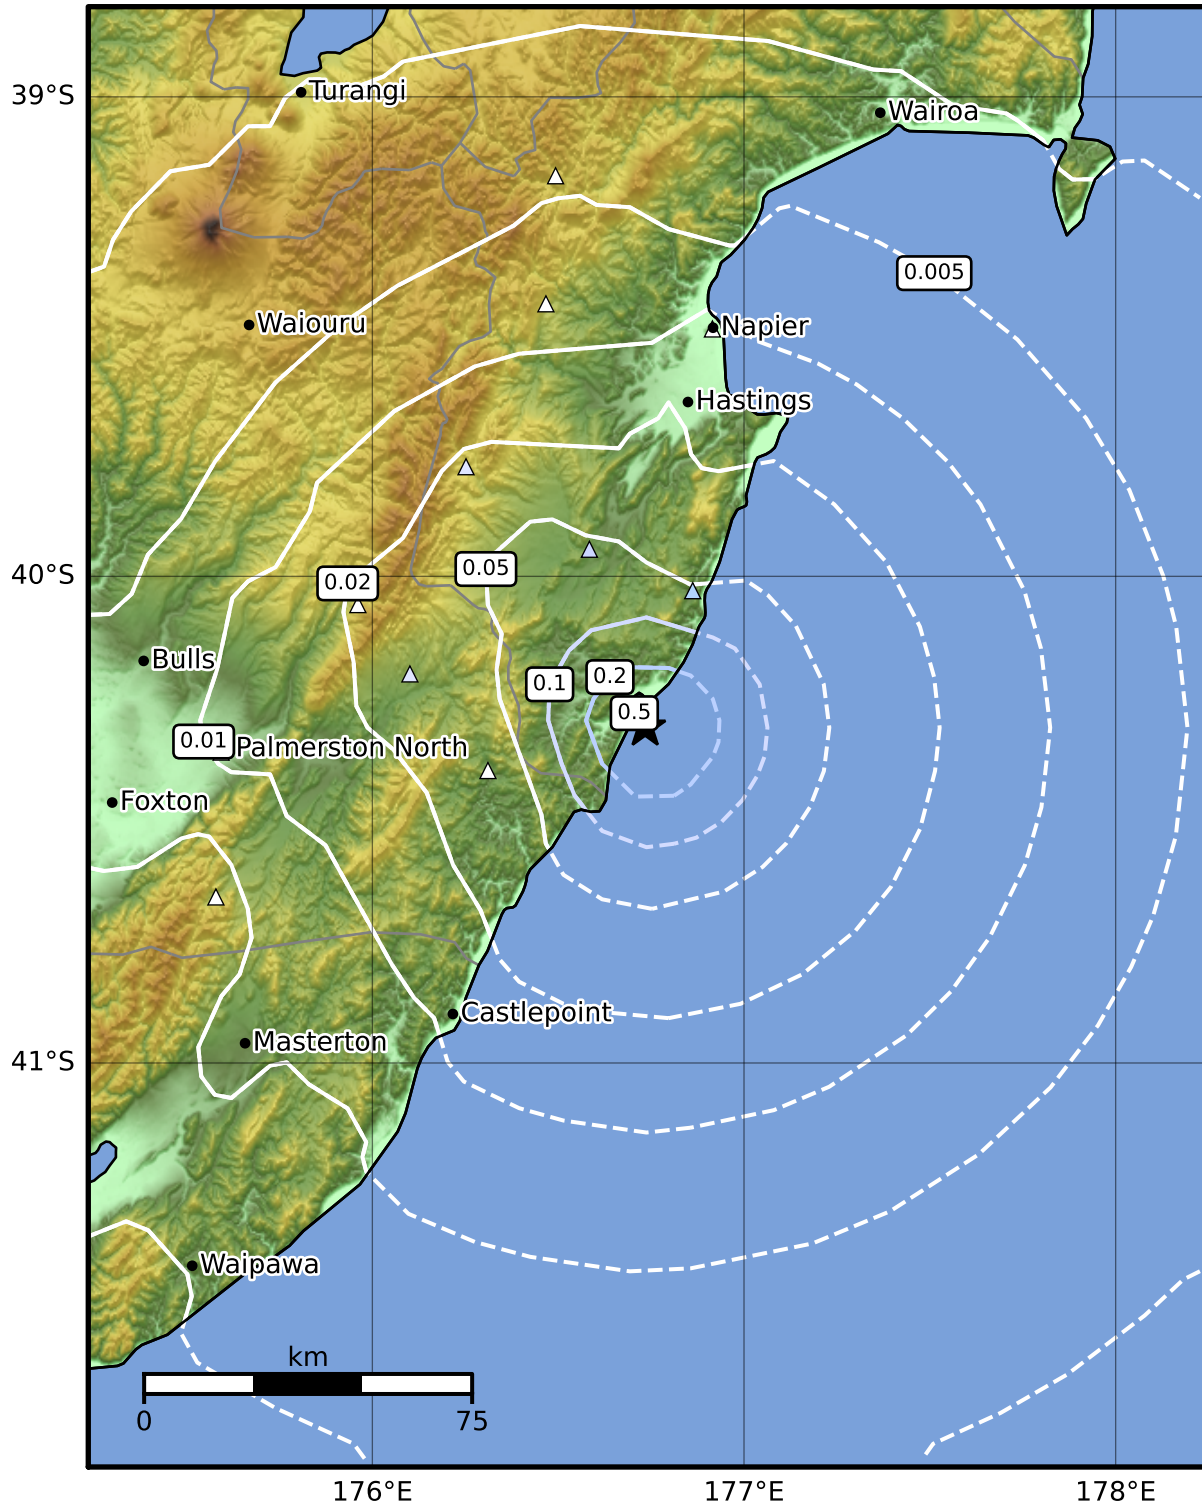 39°S
Turangi
Wairoa
0.005
Waiouru
Napier
Hastings
40°S
0.02
0.05
Bulls
0.1
0.2
0.5
0.01
Palmerston North
Foxton
Castlepoint
Masterton
41°S
Waipawa
km
0
75
176°E
177°E
178°E